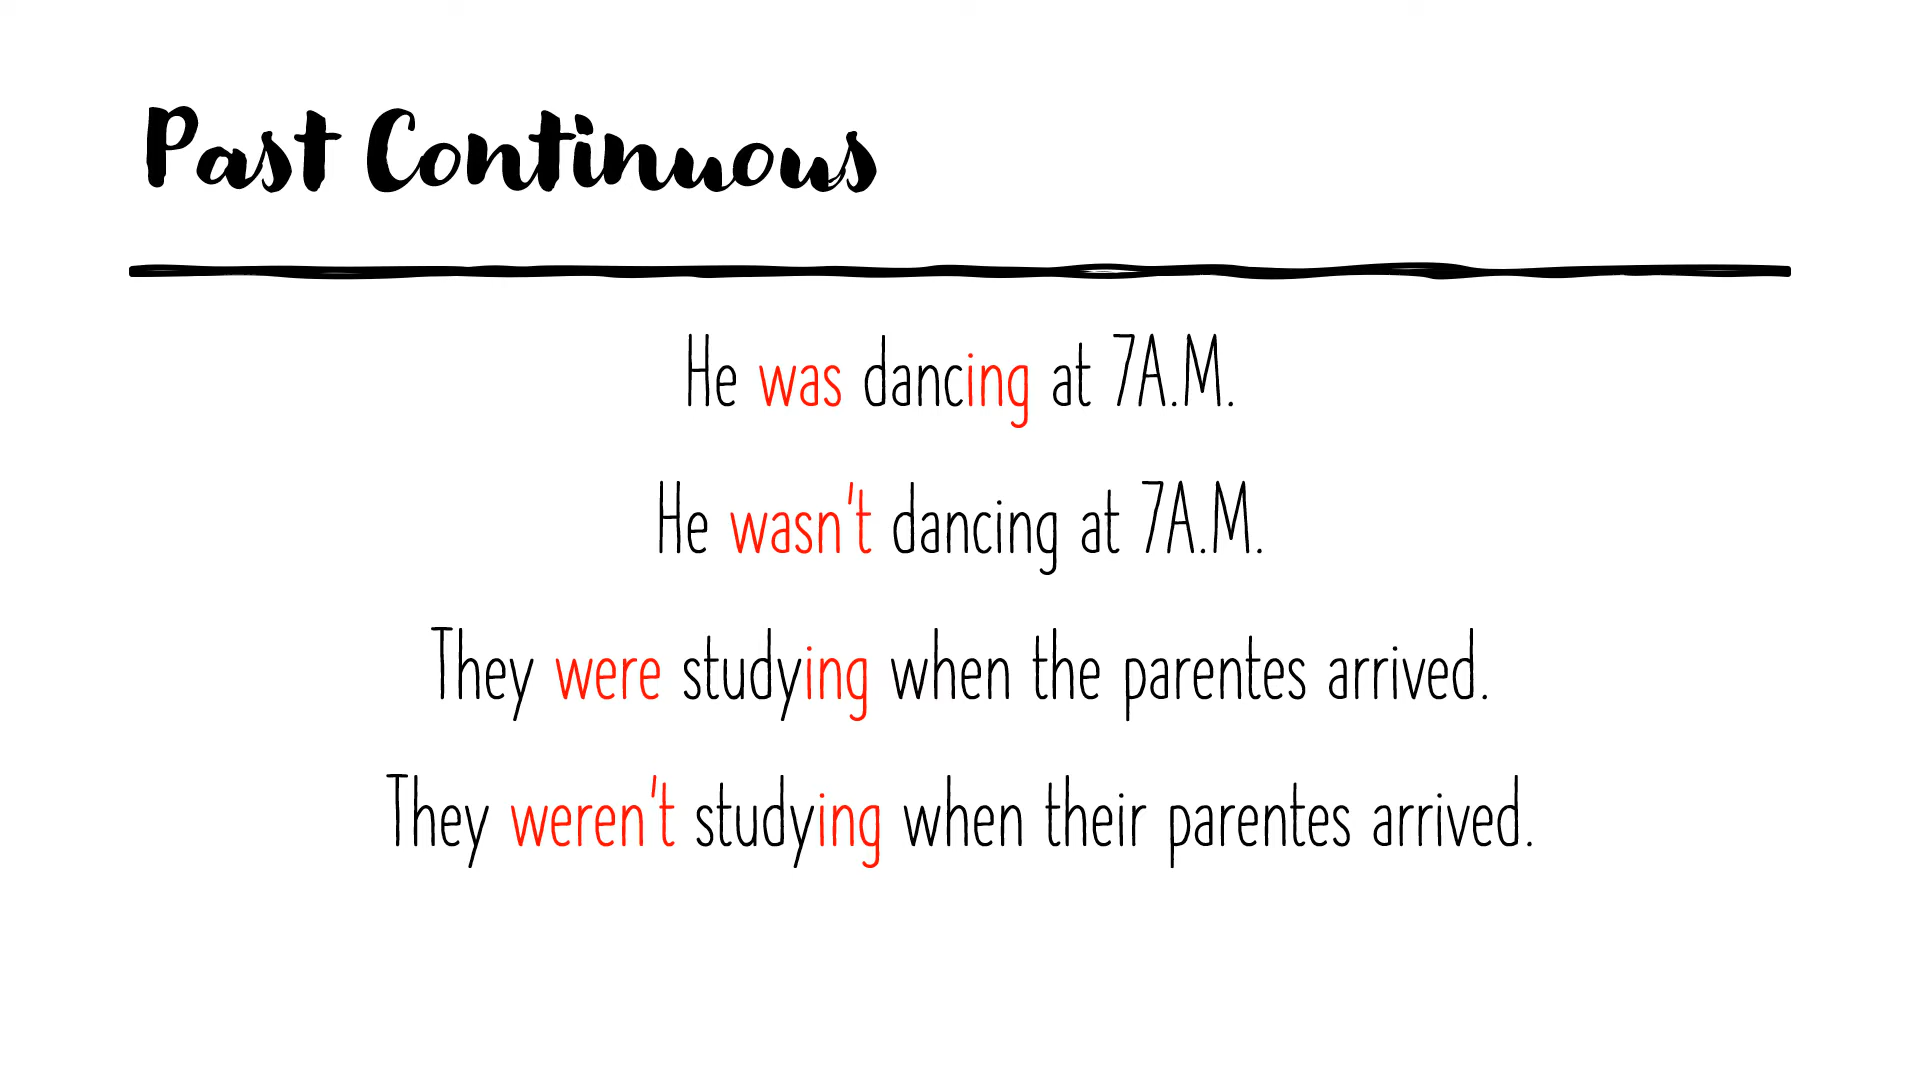 Past Continuous
He was dancing at 7A.M.
He wasn't dancing at 7A.M.
They were studying when the parentes arrived.
They weren't studying when their parentes arrived.